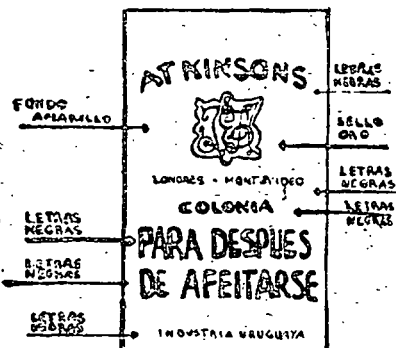 ATKINSONS
LETRAS
NEGRAS
FONDO
AMARILLO
SELLO
ORO
LONDRES - MONTEVIDEO
LETRAS
NEGRAS
COLONIA
LETRAS
NEGRAS
LETRAS
NEGRAS
PARA DESPUES
LETRAS
NEGRAS
DE AFEITARSE
LETRAS
NEGRAS
INDUSTRIA URUGUAYA